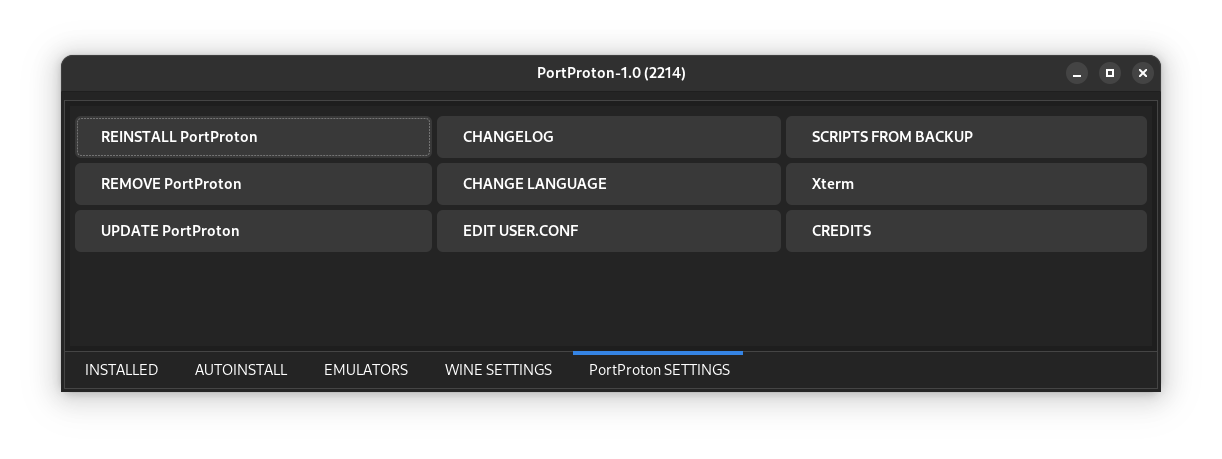 PortProton-1.0 (2214)
REINSTALL PortProton
CHANGELOG
SCRIPTS FROM BACKUP
REMOVE PortProton
CHANGE LANGUAGE
Xterm
UPDATE PortProton
EDIT USER.CONF
CREDITS
INSTALLED
AUTOINSTALL
EMULATORS
WINE SETTINGS
PortProton SETTINGS